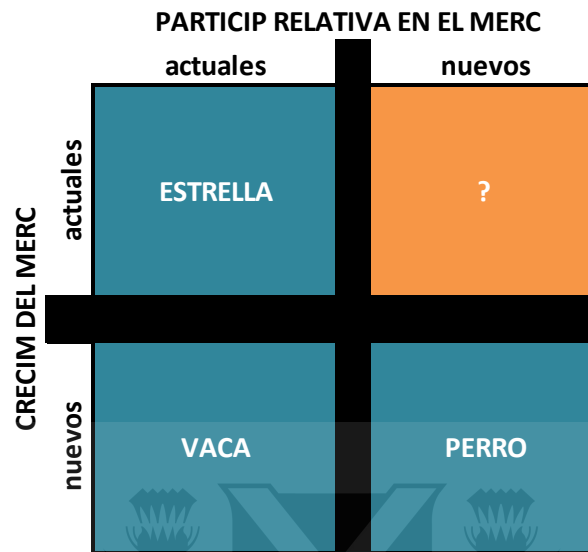 PARTICIP RELATIVA EN EL MERC
actuales nuevos
CRECIM DEL MERC
actuales
ESTRELLA ?
nuevos
VACA PERRO